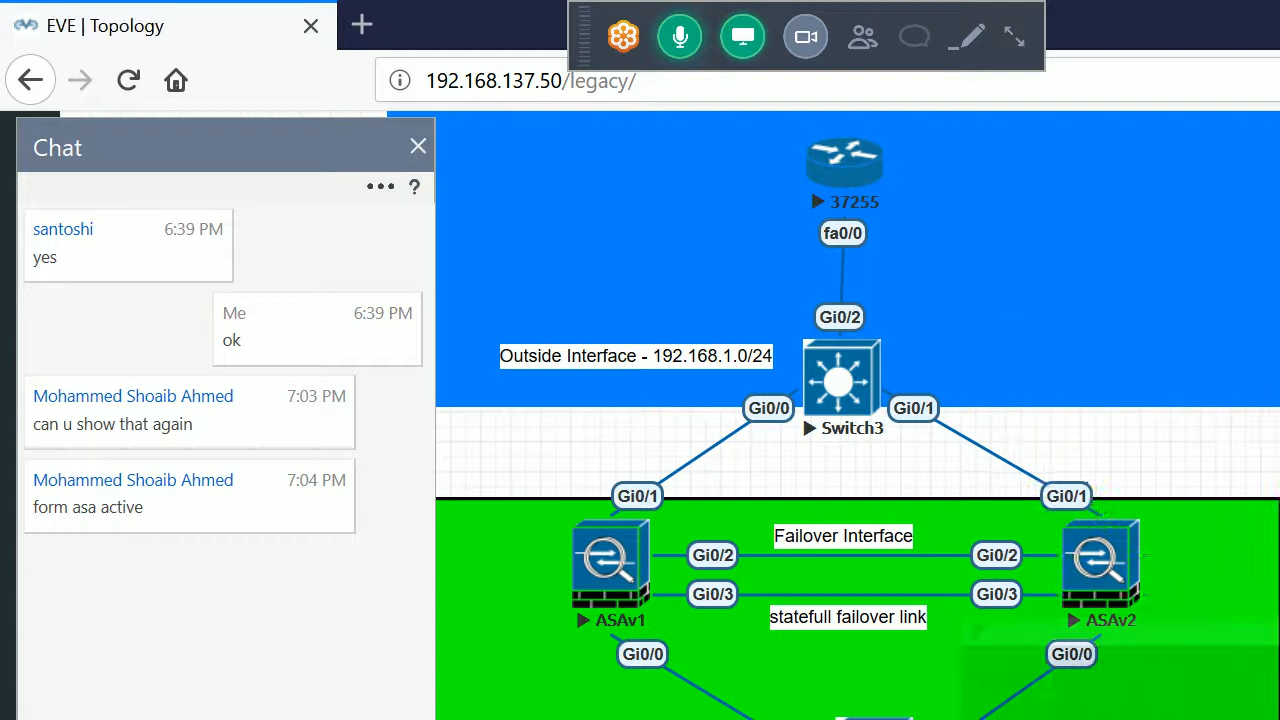 EVE | Topology
192.168.137.50/legacy/
Chat
santoshi 6:39 PM
yes
Me 6:39 PM
ok
Mohammed Shoaib Ahmed 7:03 PM
can u show that again
Mohammed Shoaib Ahmed 7:04 PM
form asa active
37255
fa0/0
Gi0/2
Outside Interface - 192.168.1.0/24
Gi0/0 Gi0/1
Switch3
Gi0/1 Gi0/1
Failover Interface
Gi0/2 Gi0/2
Gi0/3 Gi0/3
statefull failover link
ASAv1 ASAv2
Gi0/0 Gi0/0